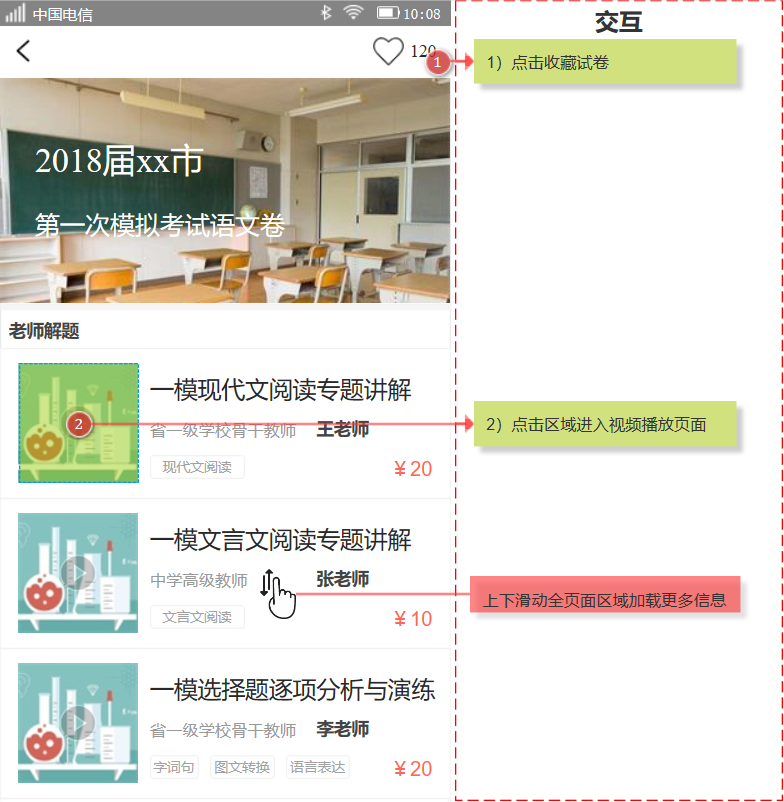 中国电信
10:08
120
2018届xx市
第一次模拟考试语文卷
老师解题
一模现代文阅读专题讲解
省一级学校骨干教师 王老师
现代文阅读
¥20
一模文言文阅读专题讲解
中学高级教师 张老师
文言文阅读
¥10
一模选择题逐项分析与演练
省一级学校骨干教师 李老师
字词句 图文转换 语言表达
¥20
交互
1
1）点击收藏试卷
2
2）点击区域进入视频播放页面
上下滑动全页面区域加载更多信息